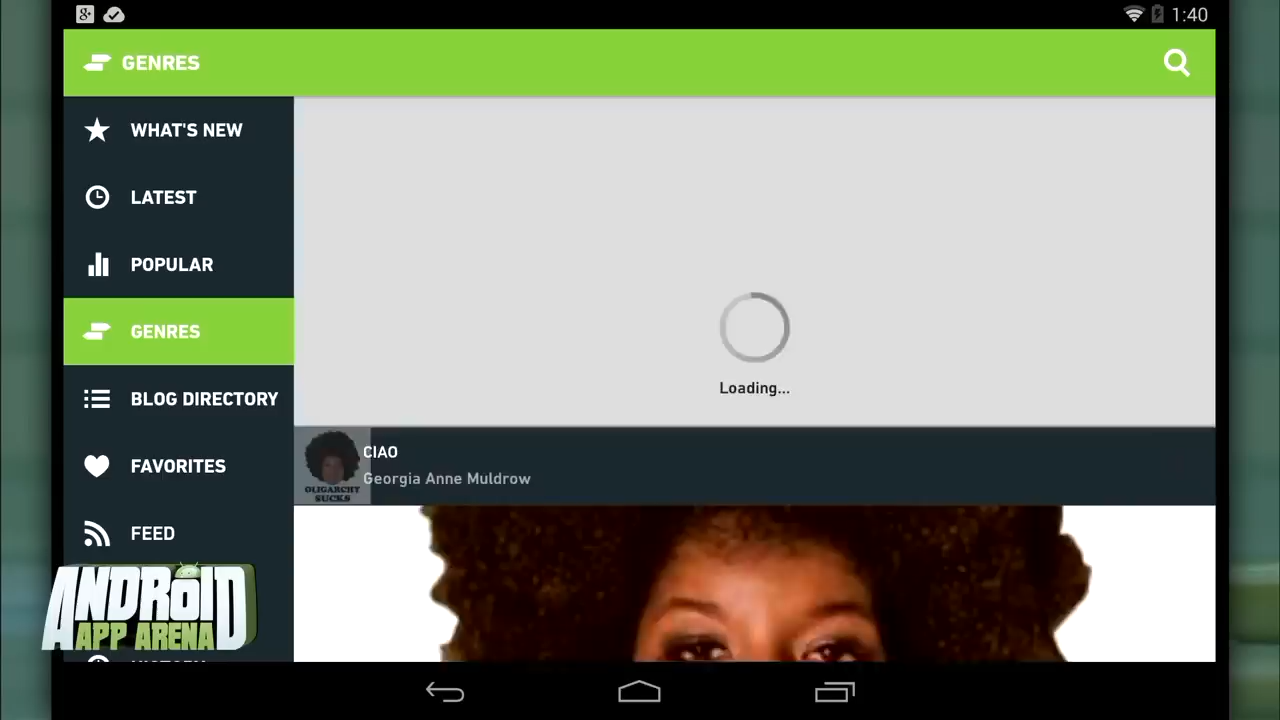 1:40
GENRES
WHAT'S NEW
LATEST
POPULAR
GENRES
BLOG DIRECTORY
FAVORITES
FEED
HISTORY
Loading...
CIAO
Georgia Anne Muldrow
OLIGARCHY
SUCKS
ANDROID
APP ARENA